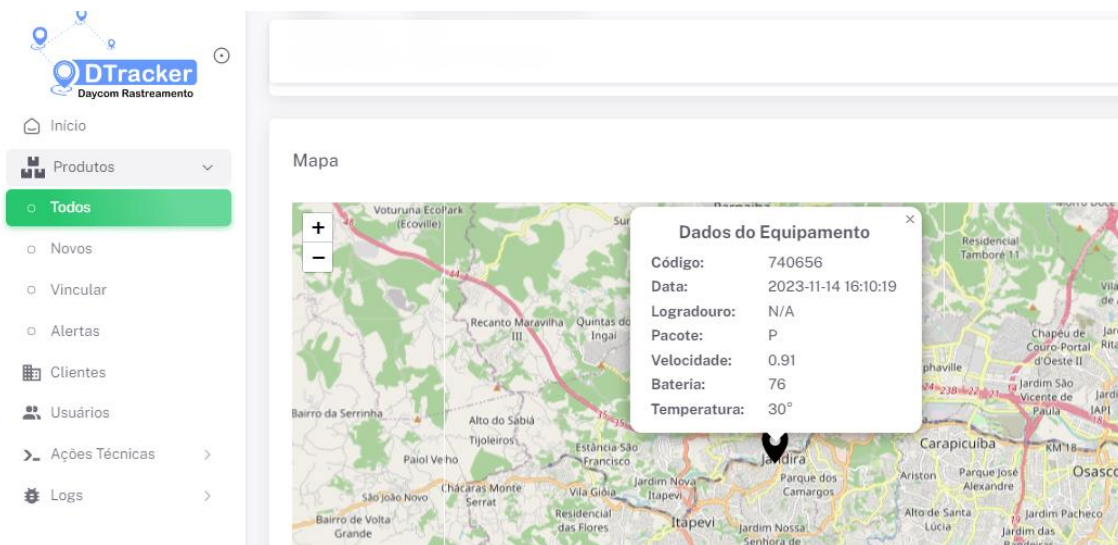 DTracker
Daycom Rastreamento
Início
Produtos
Todos
Novos
Vincular
Alertas
Clientes
Usuários
Ações Técnicas
Logs
Mapa
+
−
Dados do Equipamento
Código: 740656
Data: 2023-11-14 16:10:19
Logradouro: N/A
Pacote: P
Velocidade: 0.91
Bateria: 76
Temperatura: 30°
Voturuna EcoPark
(Ecoville)
Residencial
Tamboré 11
Recanto Maravilha
III
Quintas do
Ingaí
Chapéu de
Couro-Portal
d'Oeste II
Jardim São
Vicente de
Paula
Bairro da Serrinha
Alto do Sabiá
Tijoleiros
Paiol Velho
Estância São
Francisco
Jandira
Carapicuíba
KM 18
Osasco
Jardim Nova
Itapevi
Parque dos
Camargos
Ariston
Parque José
Alexandre
São João Novo
Chácaras Monte
Serrat
Vila Gióia
Bairro de Volta
Grande
Residencial
das Flores
Itapevi
Jardim Nossa
Senhora de
Alto de Santa
Lúcia
Jardim Pacheco
Jardim das